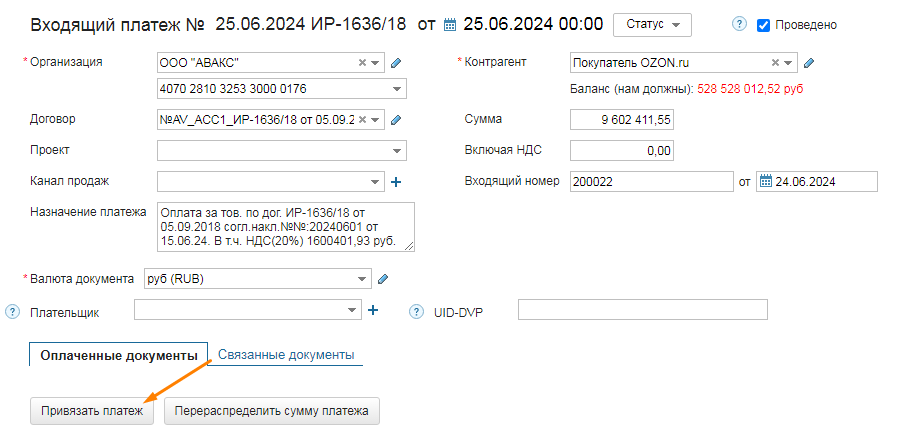 Входящий платеж № 25.06.2024 ИР-1636/18 от 25.06.2024 00:00 Статус ? Проведено
* Организация ООО "АВАКС" * Контрагент Покупатель OZON.ru
4070 2810 3253 3000 0176 Баланс (нам должны): 528 528 012,52 руб
Договор №AV_ACC1_ИР-1636/18 от 05.09.2 Сумма 9 602 411,55
Проект Включая НДС 0,00
Канал продаж Входящий номер 200022 от 24.06.2024
Назначение платежа Оплата за тов. по дог. ИР-1636/18 от
05.09.2018 согл.накл.№№:20240601 от
15.06.24. В т.ч. НДС(20%) 1600401,93 руб.
* Валюта документа руб (RUB)
? Плательщик ? UID-DVP
Оплаченные документы Связанные документы
Привязать платеж Перераспределить сумму платежа